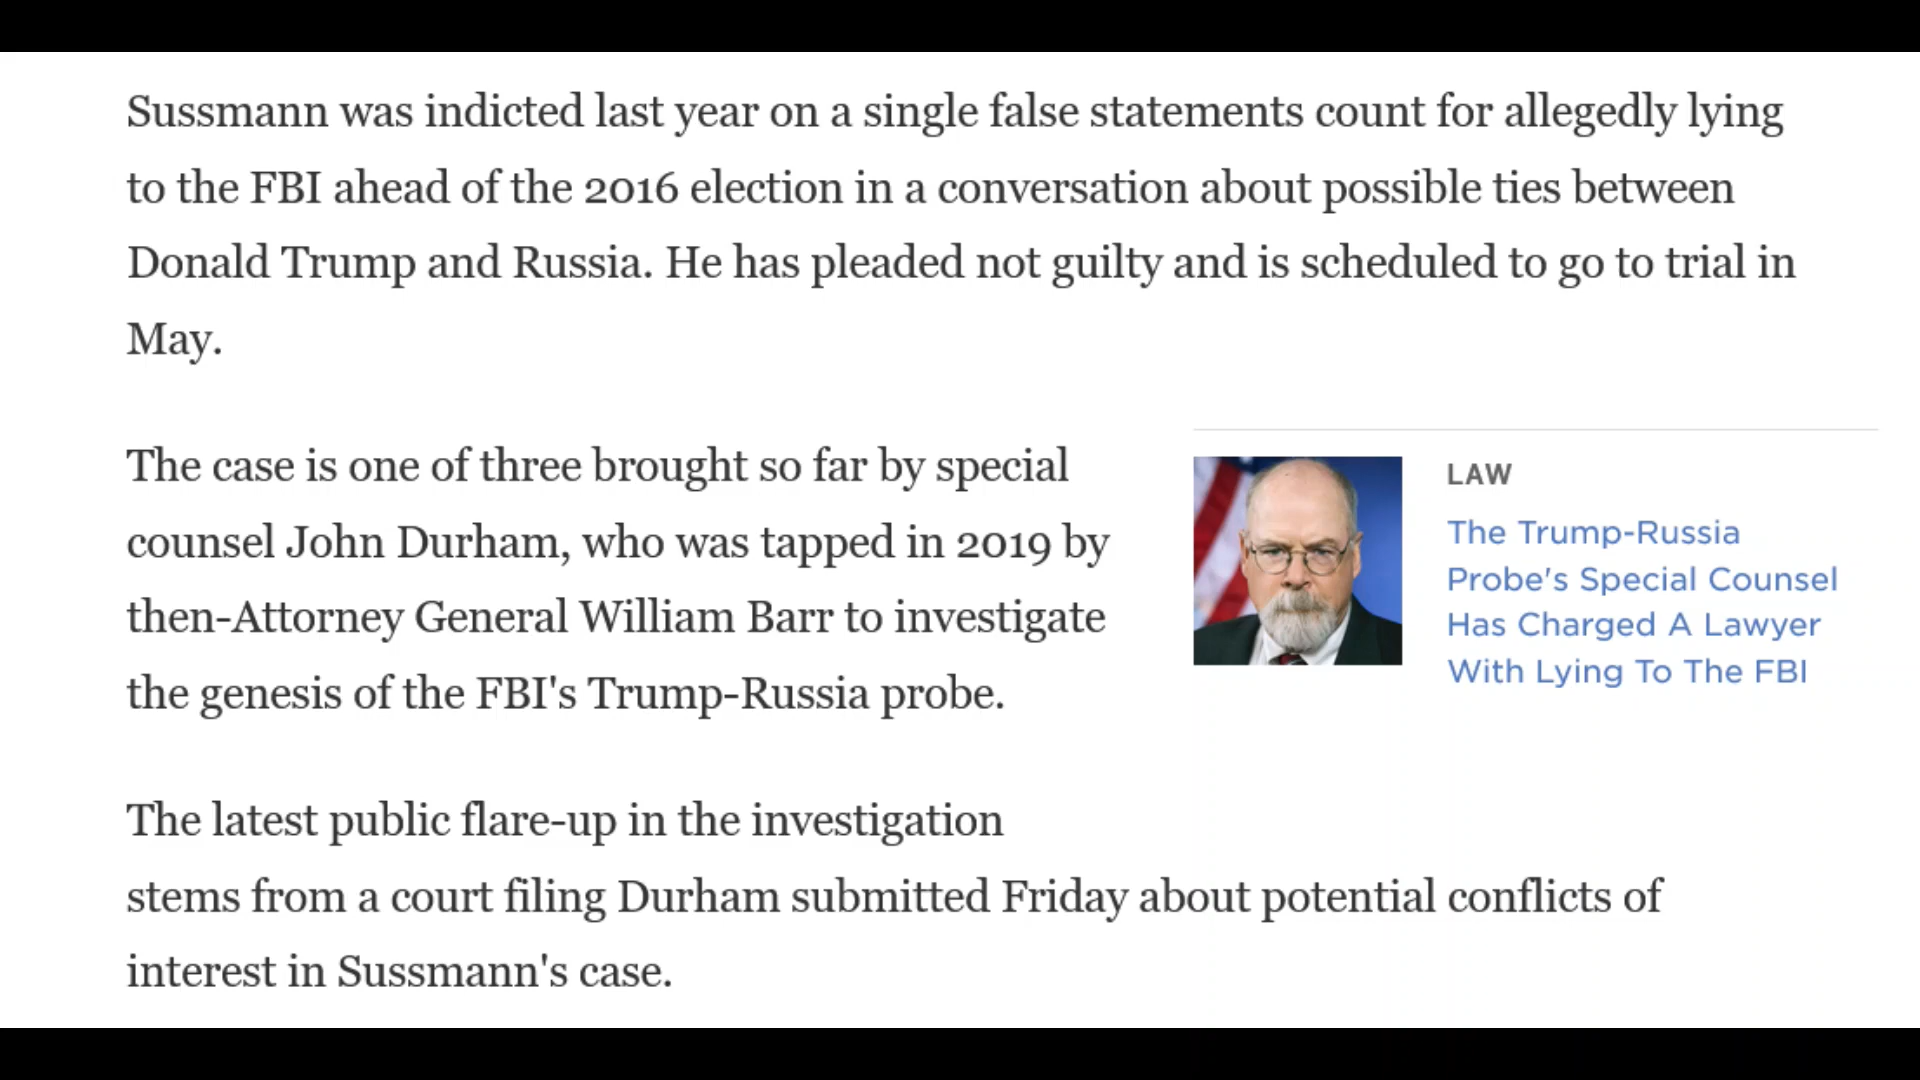 Sussmann was indicted last year on a single false statements count for allegedly lying
to the FBI ahead of the 2016 election in a conversation about possible ties between
Donald Trump and Russia. He has pleaded not guilty and is scheduled to go to trial in
May.
The case is one of three brought so far by special
counsel John Durham, who was tapped in 2019 by
then-Attorney General William Barr to investigate
the genesis of the FBI's Trump-Russia probe.
LAW
The Trump-Russia
Probe's Special Counsel
Has Charged A Lawyer
With Lying To The FBI
The latest public flare-up in the investigation
stems from a court filing Durham submitted Friday about potential conflicts of
interest in Sussmann's case.